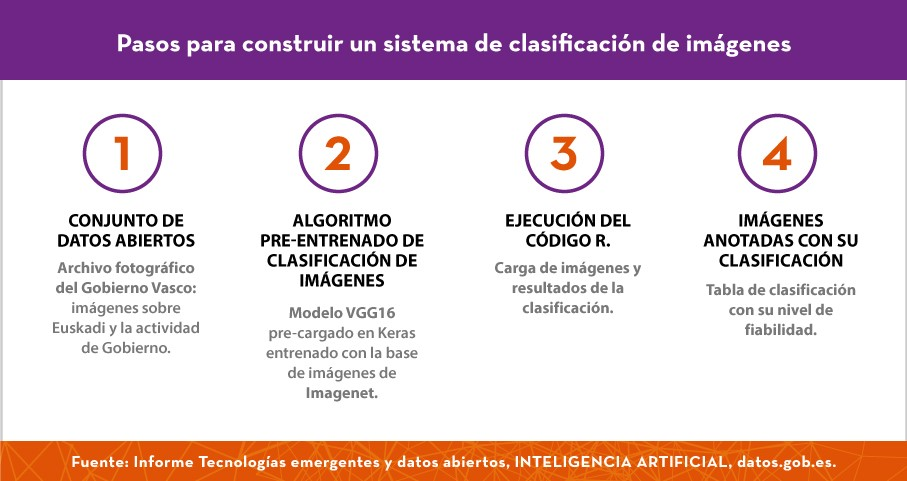 Pasos para construir un sistema de clasificación de imágenes
1
CONJUNTO DE
DATOS ABIERTOS
Archivo fotográfico
del Gobierno Vasco:
imágenes sobre
Euskadi y la actividad
de Gobierno.
2
ALGORITMO
PRE-ENTRENADO DE
CLASIFICACIÓN DE
IMÁGENES
Modelo VGG16
pre-cargado en Keras
entrenado con la base
de imágenes de
Imagenet.
3
EJECUCIÓN DEL
CÓDIGO R.
Carga de imágenes y
resultados de la
clasificación.
4
IMÁGENES
ANOTADAS CON SU
CLASIFICACIÓN
Tabla de clasificación
con su nivel de
fiabilidad.
Fuente: Informe Tecnologías emergentes y datos abiertos, INTELIGENCIA ARTIFICIAL, datos.gob.es.